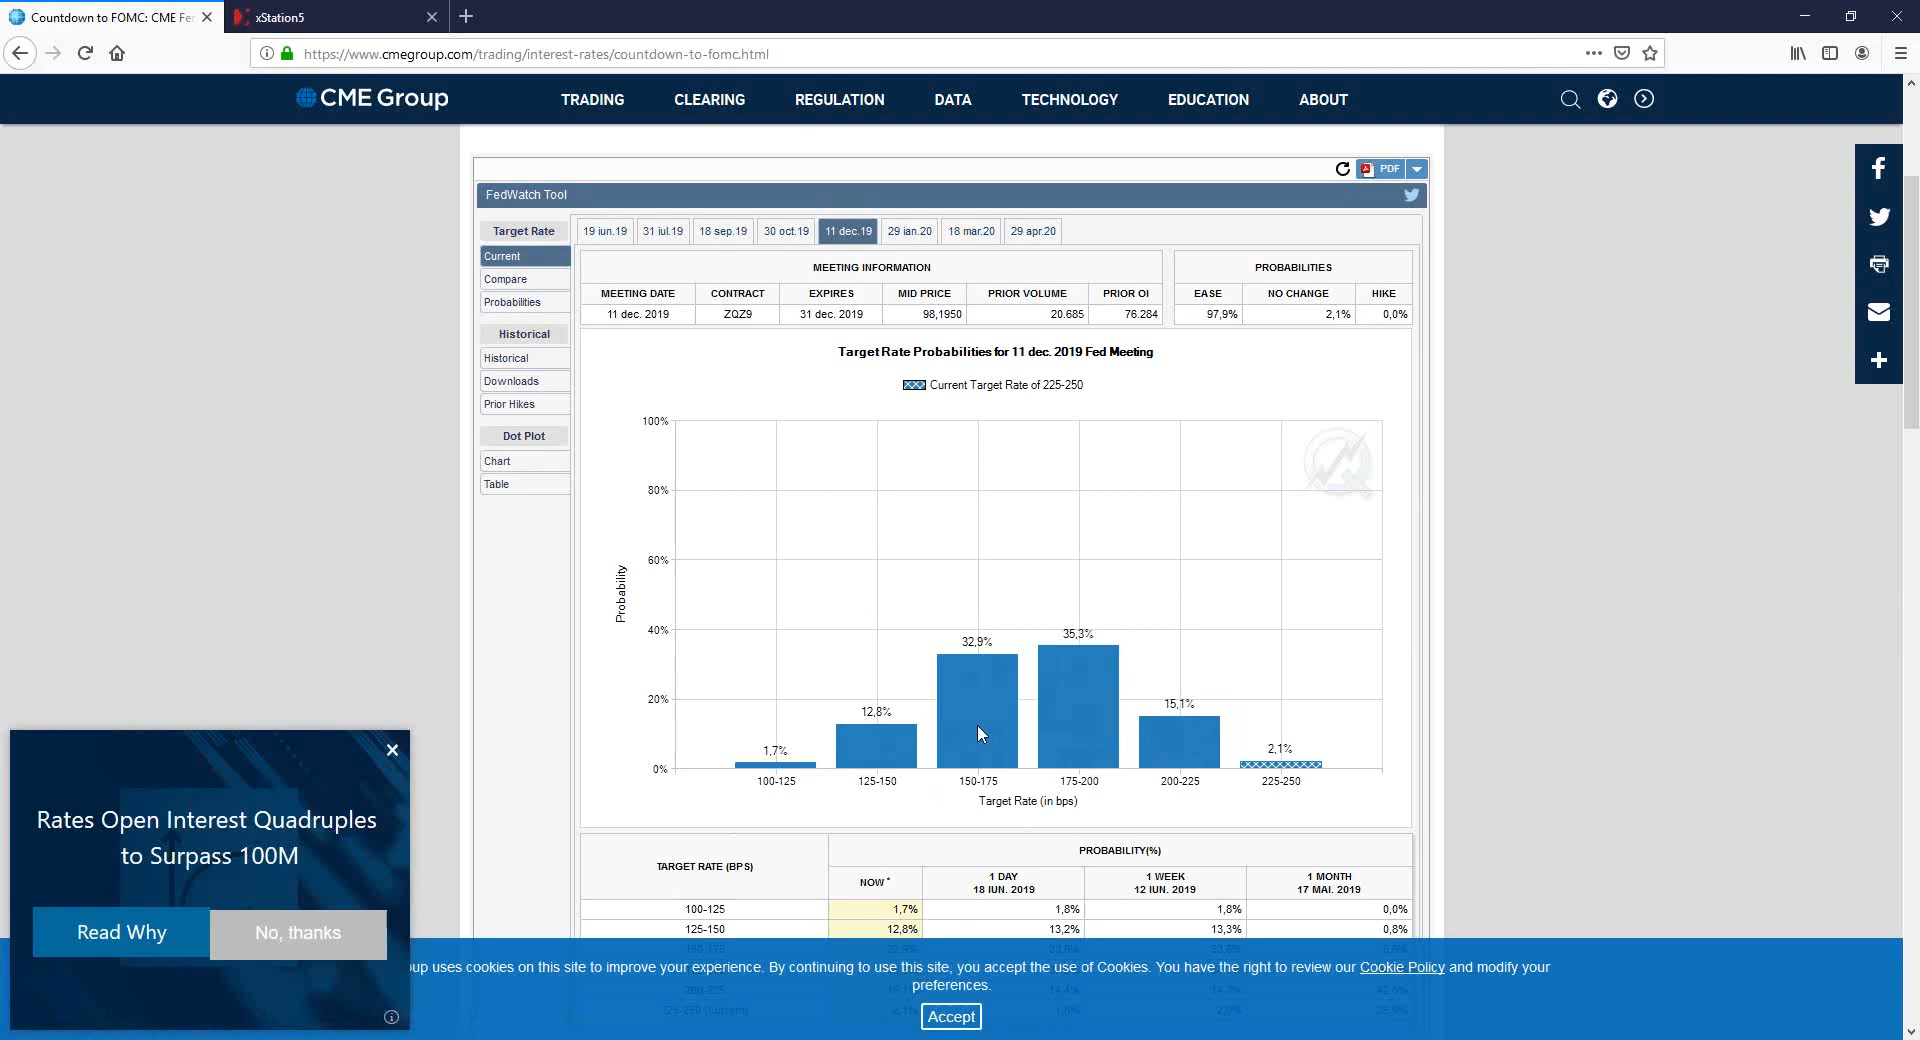 Countdown to FOMC: CME Fe
xStation5
https://www.cmegroup.com/trading/interest-rates/countdown-to-fomc.html
CME Group
TRADING CLEARING REGULATION DATA TECHNOLOGY EDUCATION ABOUT
PDF
FedWatch Tool
Target Rate
Current
Compare
Probabilities
Historical
Historical
Downloads
Prior Hikes
Dot Plot
Chart
Table
19 iun.19 31 iul.19 18 sep.19 30 oct.19 11 dec.19 29 ian.20 18 mar.20 29 apr.20
MEETING INFORMATION
MEETING DATE CONTRACT EXPIRES MID PRICE PRIOR VOLUME PRIOR OI
11 dec. 2019 ZQZ9 31 dec. 2019 98,1950 20.685 76.284
PROBABILITIES
EASE NO CHANGE HIKE
97,9% 2,1% 0,0%
Target Rate Probabilities for 11 dec. 2019 Fed Meeting
Current Target Rate of 225-250
Probability
100%
80%
60%
40%
20%
0%
1,7% 12,8% 32,9% 35,3% 15,1% 2,1%
100-125 125-150 150-175 175-200 200-225 225-250
Target Rate (in bps)
TARGET RATE (BPS) PROBABILITY(%)
NOW * 1 DAY 1 WEEK 1 MONTH
18 IUN. 2019 12 IUN. 2019 17 MAI. 2019
100-125 1,7% 1,8% 1,8% 0,0%
125-150 12,8% 13,2% 13,3% 0,8%
Rates Open Interest Quadruples
to Surpass 100M
Read Why
No, thanks
oup uses cookies on this site to improve your experience. By continuing to use this site, you accept the use of Cookies. You have the right to review our Cookie Policy and modify your
preferences.
Accept